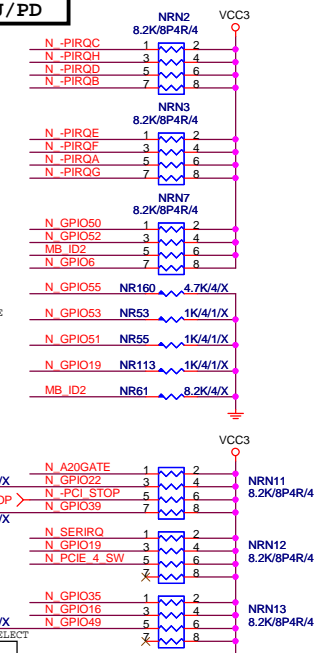 J/PD
NRN2
8.2K/8P4R/4
VCC3
N_-PIRQC 1 2
N_-PIRQH 3 4
N_-PIRQD 5 6
N_-PIRQB 7 8
NRN3
8.2K/8P4R/4
N_-PIRQE 1 2
N_-PIRQF 3 4
N_-PIRQA 5 6
N_-PIRQG 7 8
NRN7
8.2K/8P4R/4
N_GPIO50 1 2
N_GPIO52 3 4
MB_ID2 5 6
N_GPIO6 7 8
N_GPIO55 NR160 4.7K/4/X
E
N_GPIO53 NR53 1K/4/1/X
N_GPIO51 NR55 1K/4/1/X
N_GPIO19 NR113 1K/4/1/X
MB_ID2 NR61 8.2K/4/X
VCC3
N_A20GATE 1 2
/X N_GPIO22 3 4 NRN11
OP N_-PCI_STOP 5 6 8.2K/8P4R/4
N_GPIO39 7 8
/X
N_SERIRQ 1 2
N_GPIO19 3 4 NRN12
N_PCIE_4_SW 5 6 8.2K/8P4R/4
7 8
N_GPIO35 1 2
N_GPIO16 3 4 NRN13
/X N_GPIO49 5 6 8.2K/8P4R/4
ELECT
7 8